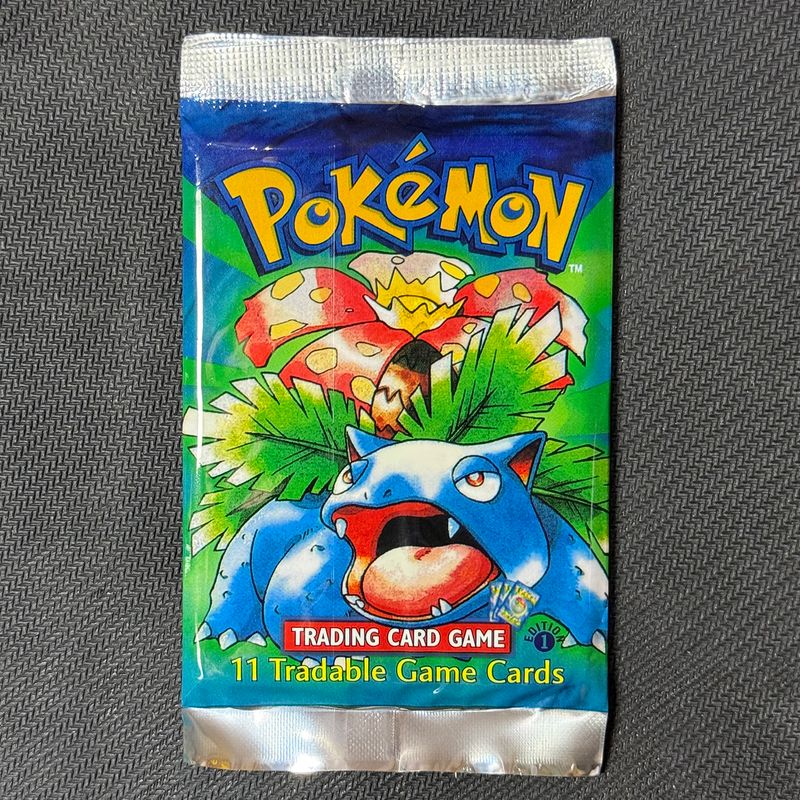 POKéMON
TM
TRADING CARD GAME
EDITION
1
11 Tradable Game Cards